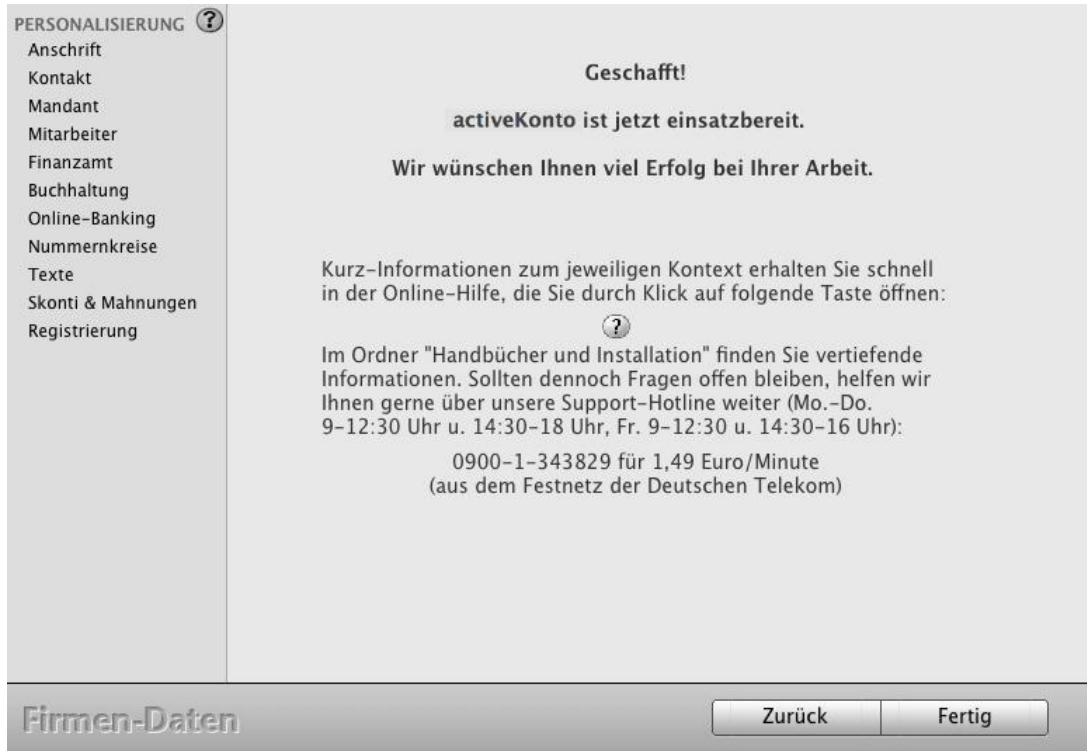 PERSONALISIERUNG ?
Anschrift
Kontakt
Mandant
Mitarbeiter
Finanzamt
Buchhaltung
Online-Banking
Nummernkreise
Texte
Skonti & Mahnungen
Registrierung
Geschafft!
activeKonto ist jetzt einsatzbereit.
Wir wünschen Ihnen viel Erfolg bei Ihrer Arbeit.
Kurz-Informationen zum jeweiligen Kontext erhalten Sie schnell
in der Online-Hilfe, die Sie durch Klick auf folgende Taste öffnen:
?
Im Ordner "Handbücher und Installation" finden Sie vertiefende
Informationen. Sollten dennoch Fragen offen bleiben, helfen wir
Ihnen gerne über unsere Support-Hotline weiter (Mo.-Do.
9-12:30 Uhr u. 14:30-18 Uhr, Fr. 9-12:30 u. 14:30-16 Uhr):
0900-1-343829 für 1,49 Euro/Minute
(aus dem Festnetz der Deutschen Telekom)
Firmen-Daten
Zurück
Fertig